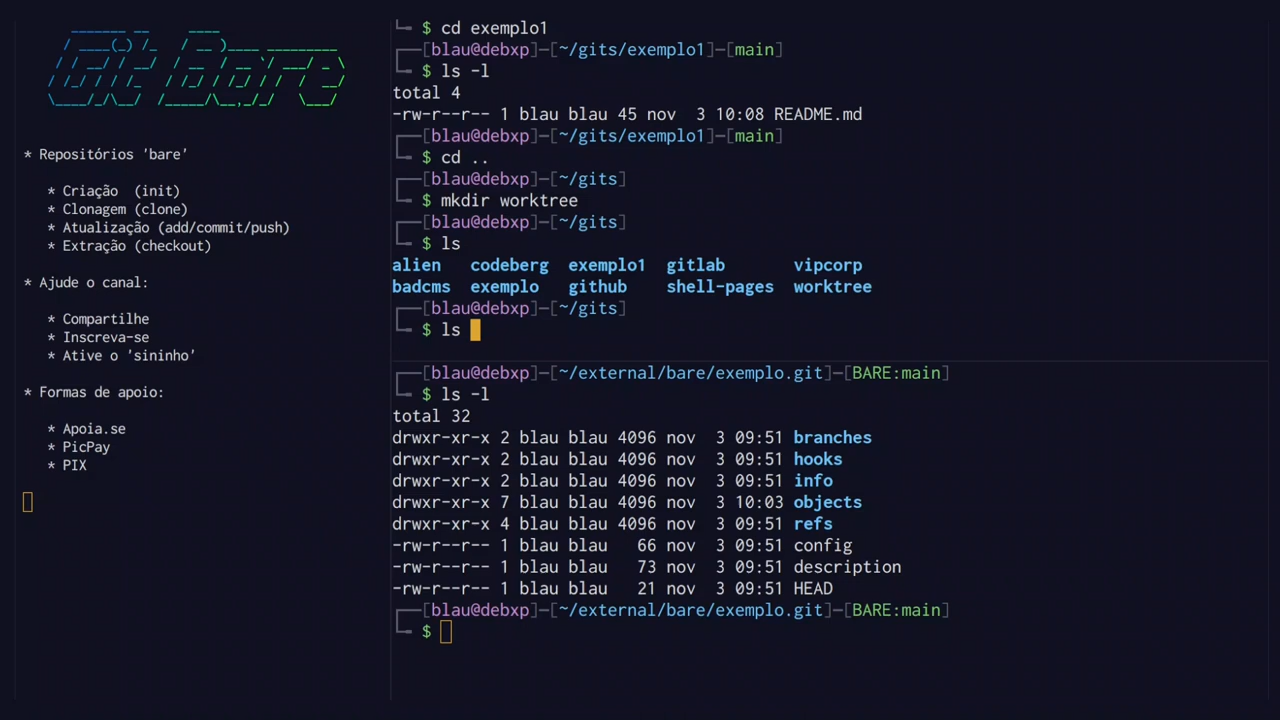 Git Bare
* Repositórios 'bare'
* Criação (init)
* Clonagem (clone)
* Atualização (add/commit/push)
* Extração (checkout)
* Ajude o canal:
* Compartilhe
* Inscreva-se
* Ative o 'sininho'
* Formas de apoio:
* Apoia.se
* PicPay
* PIX
$ cd exemplo1
[blau@debxp]-[~/gits/exemplo1]-[main]
$ ls -l
total 4
-rw-r--r-- 1 blau blau 45 nov  3 10:08 README.md
[blau@debxp]-[~/gits/exemplo1]-[main]
$ cd ..
[blau@debxp]-[~/gits]
$ mkdir worktree
[blau@debxp]-[~/gits]
$ ls
alien codeberg exemplo1 gitlab vipcorp
badcms exemplo github shell-pages worktree
[blau@debxp]-[~/gits]
$ ls
[blau@debxp]-[~/external/bare/exemplo.git]-[BARE:main]
$ ls -l
total 32
drwxr-xr-x 2 blau blau 4096 nov  3 09:51 branches
drwxr-xr-x 2 blau blau 4096 nov  3 09:51 hooks
drwxr-xr-x 2 blau blau 4096 nov  3 09:51 info
drwxr-xr-x 7 blau blau 4096 nov  3 10:03 objects
drwxr-xr-x 4 blau blau 4096 nov  3 09:51 refs
-rw-r--r-- 1 blau blau   66 nov  3 09:51 config
-rw-r--r-- 1 blau blau   73 nov  3 09:51 description
-rw-r--r-- 1 blau blau   21 nov  3 09:51 HEAD
[blau@debxp]-[~/external/bare/exemplo.git]-[BARE:main]
$